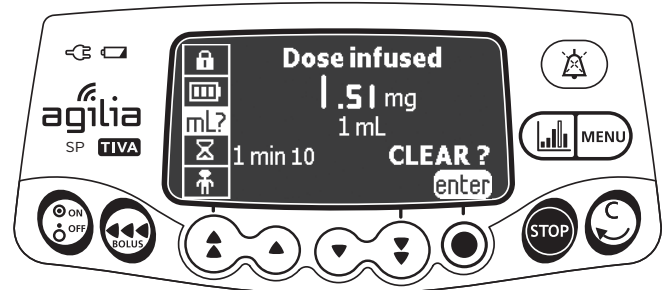 agilia
SP TIVA
Dose infused
1.51 mg
mL?
1 mL
1 min 10
CLEAR ?
enter
MENU
ON
OFF
BOLUS
STOP
C